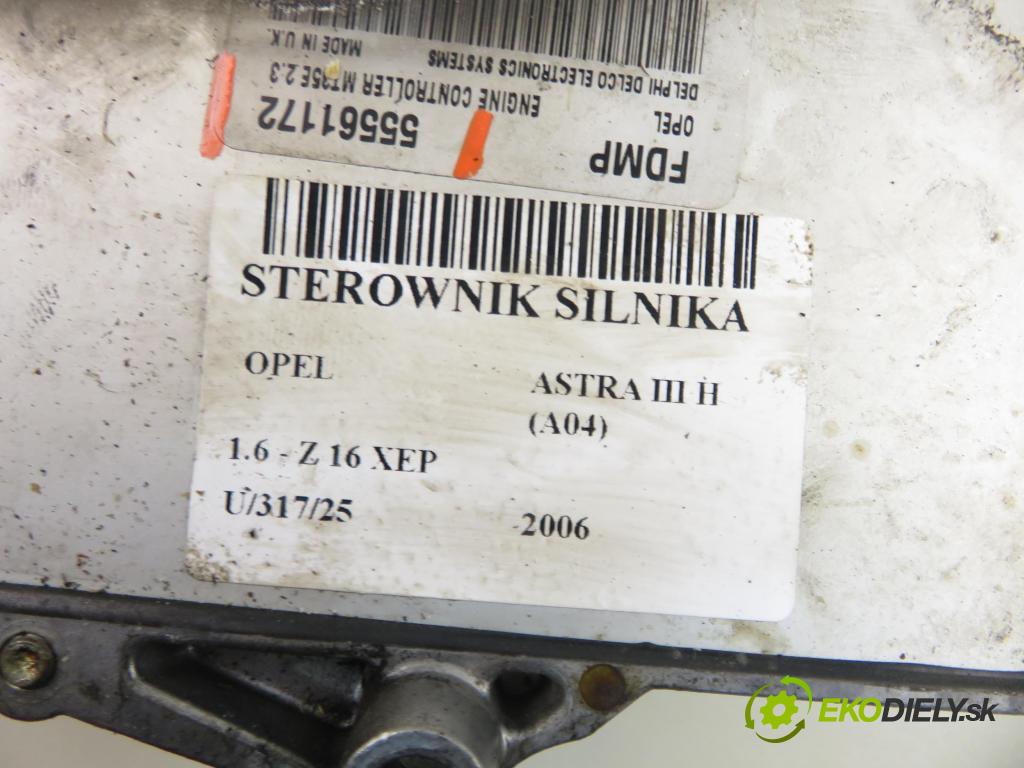 FDMP 55561172
OPEL ENGINE CONTROLLER MT35E 2.3
DELPHI DELCO ELECTRONICS SYSTEMS MADE IN U.K.
STEROWNIK SILNIKA
OPEL ASTRA III H
(A04)
1.6 - Z 16 XEP
U/317/25 2006
EKODIELY.sk